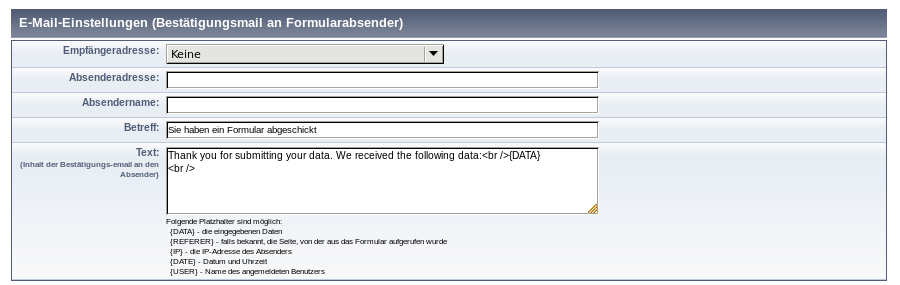 E-Mail-Einstellungen (Bestätigungsmail an Formularabsender)
Empfängeradresse: Keine
Absenderadresse:
Absendername:
Betreff: Sie haben ein Formular abgeschickt
Text: Thank you for submitting your data. We received the following data:<br />{DATA}
<br />
(Inhalt der Bestätigungs-email an den
Absender)
Folgende Platzhalter sind möglich:
{DATA} - die eingegebenen Daten
{REFERER} - falls bekannt, die Seite, von der aus das Formular aufgerufen wurde
{IP} - die IP-Adresse des Absenders
{DATE} - Datum und Uhrzeit
{USER} - Name des angemeldeten Benutzers